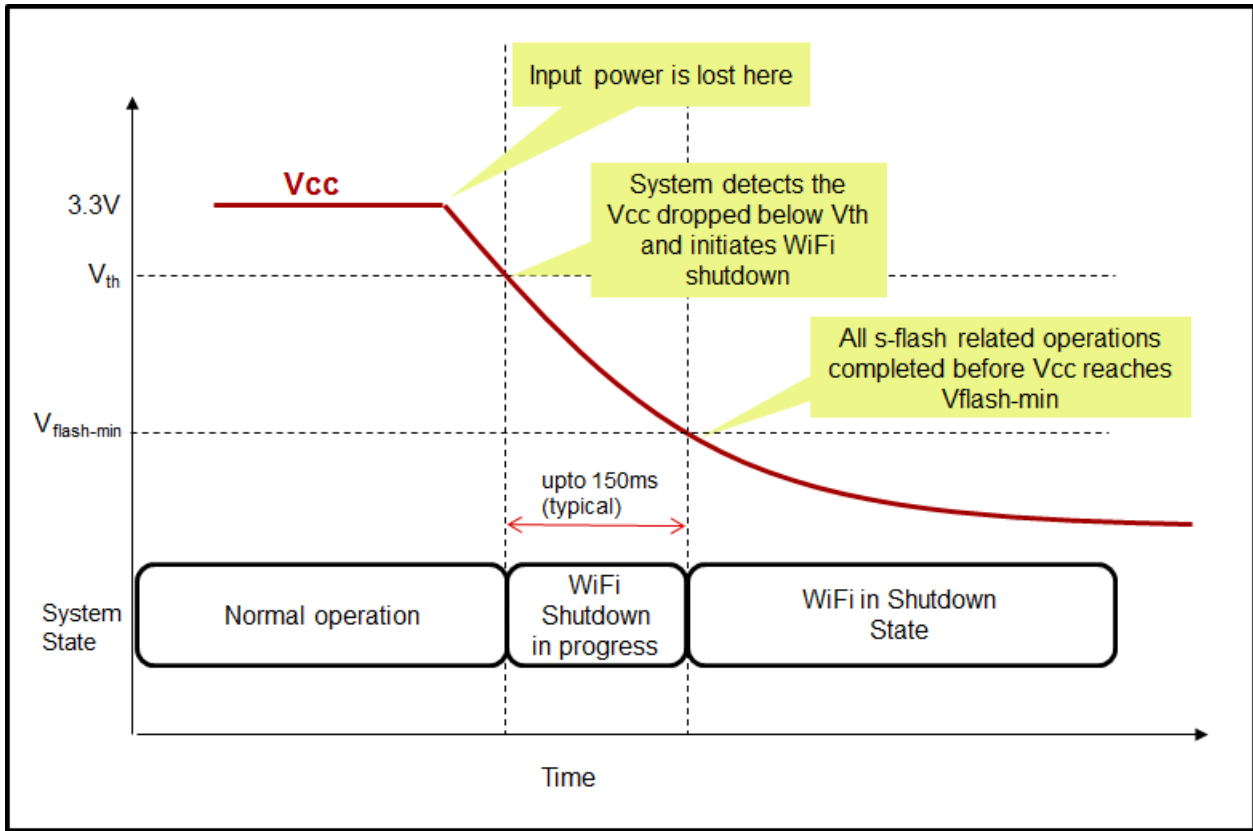 Input power is lost here
Vcc
3.3V
System detects the
Vcc dropped below Vth
and initiates WiFi
shutdown
Vth
All s-flash related operations
completed before Vcc reaches
Vflash-min
Vflash-min
upto 150ms
(typical)
System
State
Normal operation
WiFi
Shutdown
in progress
WiFi in Shutdown
State
Time